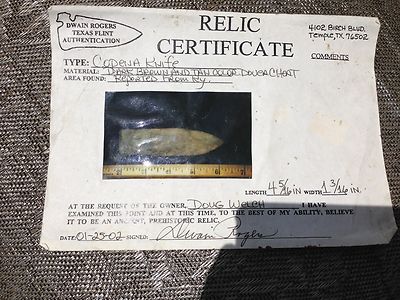 DWAIN ROGERS
TEXAS FLINT
AUTHENTICATION
RELIC
CERTIFICATE
4102 BIRCH BLVD.
TEMPLE, TX 76502
COMMENTS
TYPE: COPENA KNIFE
MATERIAL: DARK BROWN AND TAN COLOR DOVER CHERT
AREA FOUND: REPORTED FROM KY.
LENGTH 4 5/16 IN. WIDTH 1 3/16 IN.
AT THE REQUEST OF THE OWNER, DOUG WELCH I HAVE
EXAMINED THIS POINT AND AT THIS TIME, TO THE BEST OF MY ABILITY, BELIEVE
IT TO BE AN ANCIENT, PREHISTORIC RELIC.
DATE: 01-25-02 SIGNED: Dwain Rogers